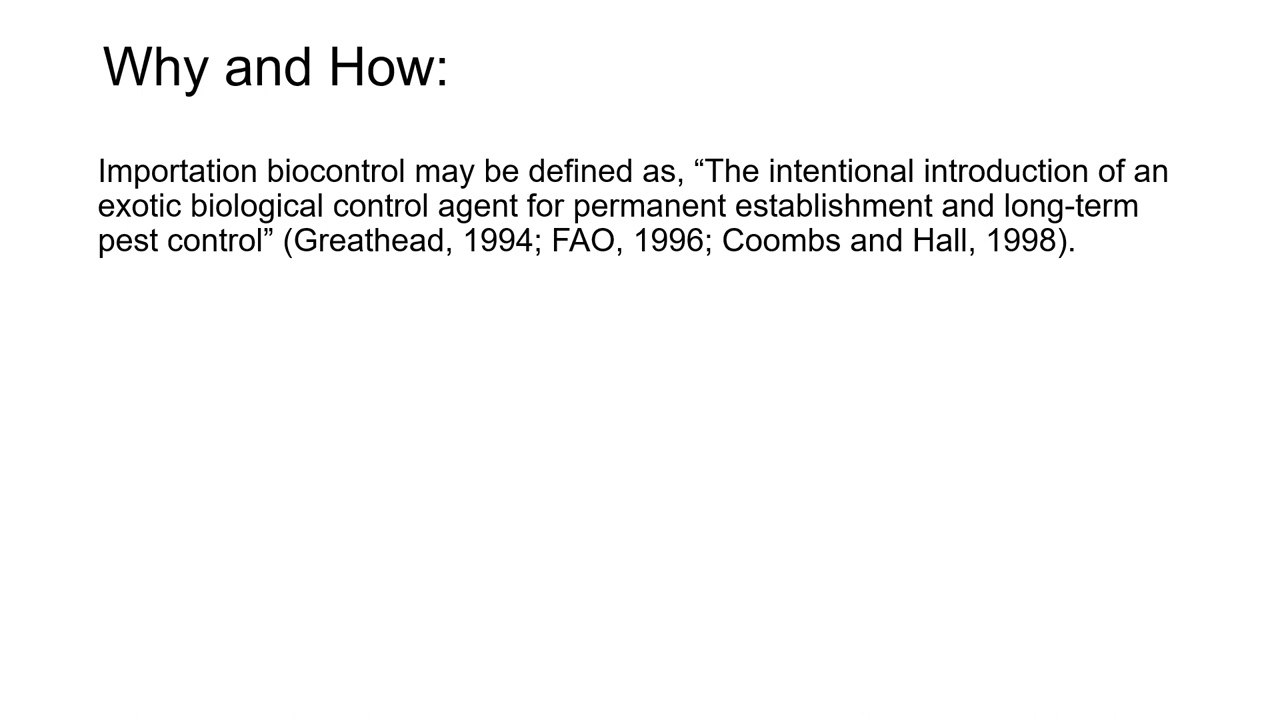 Why and How:
Importation biocontrol may be defined as, “The intentional introduction of an
exotic biological control agent for permanent establishment and long-term
pest control” (Greathead, 1994; FAO, 1996; Coombs and Hall, 1998).